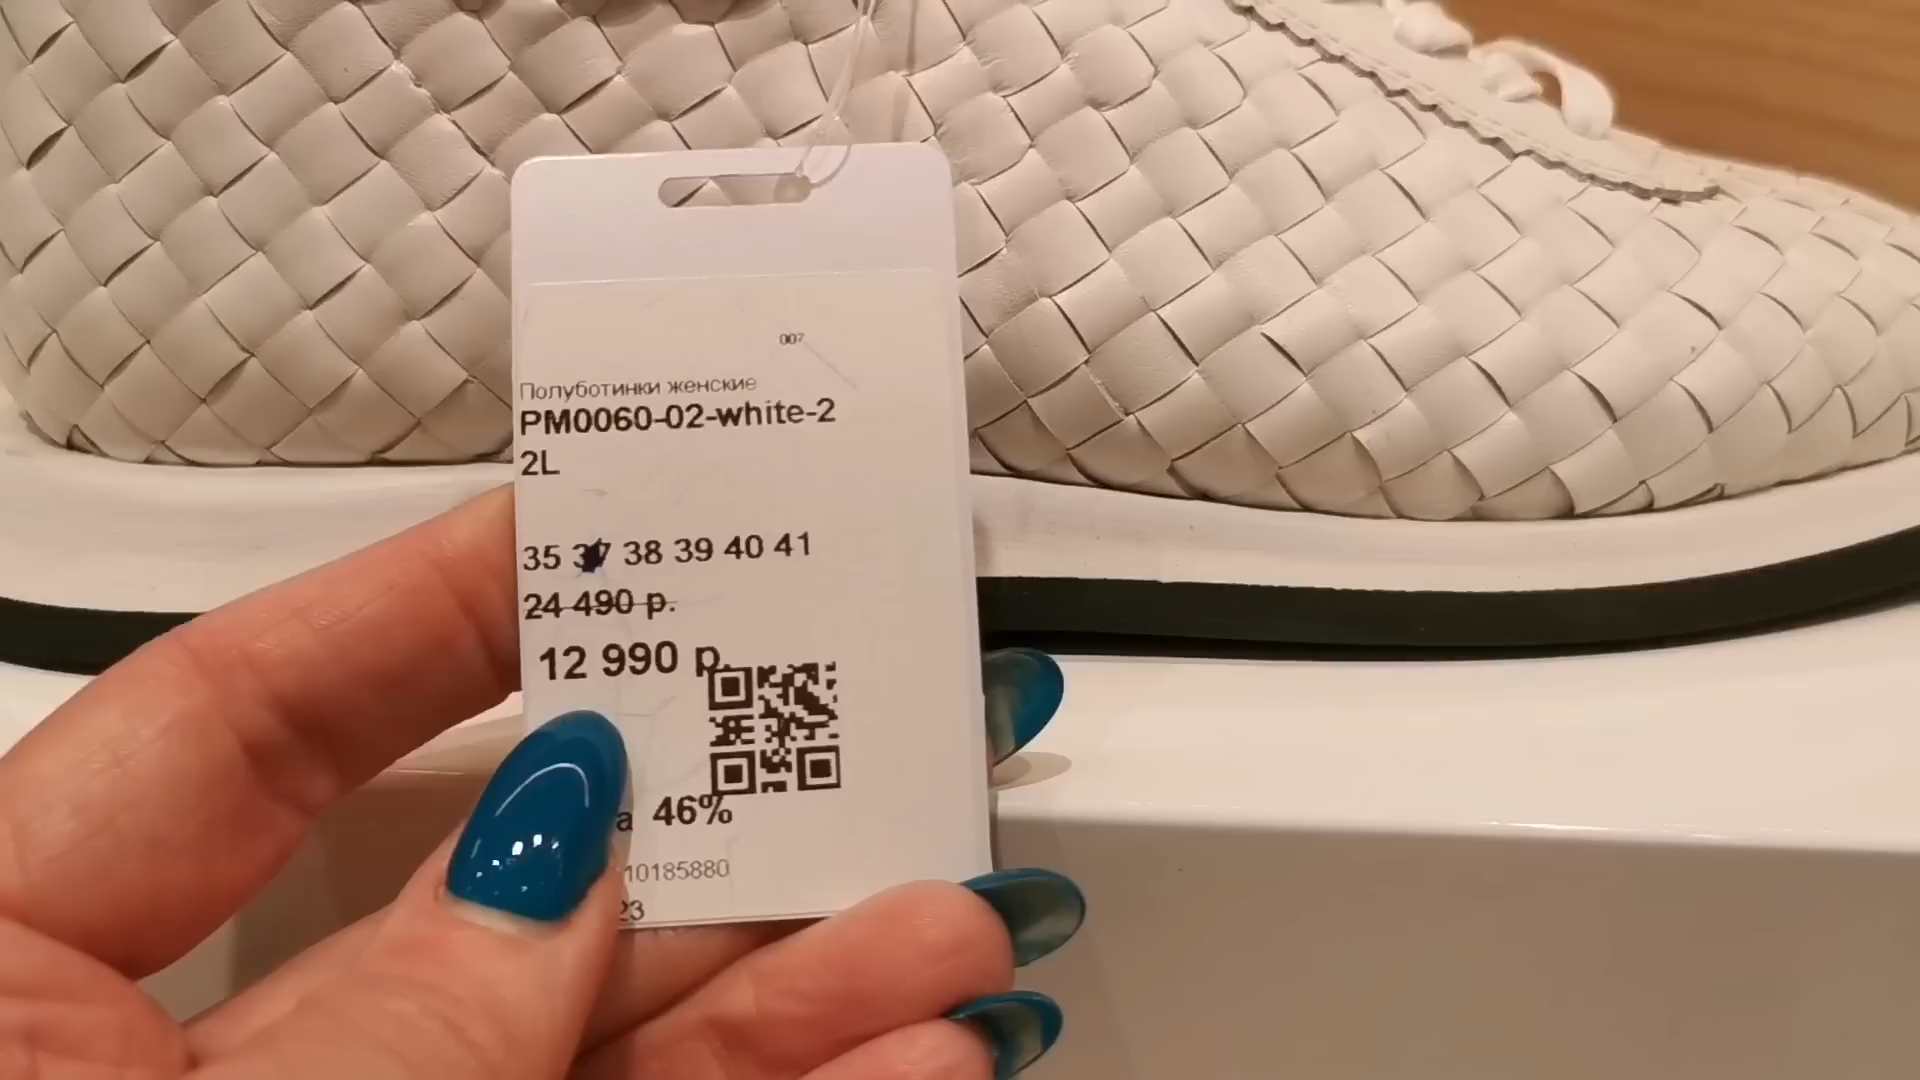 007
Полуботинки женские
PM0060-02-white-2
2L
35 37 38 39 40 41
24 490 р.
12 990 р.
а 46%
10185880
23